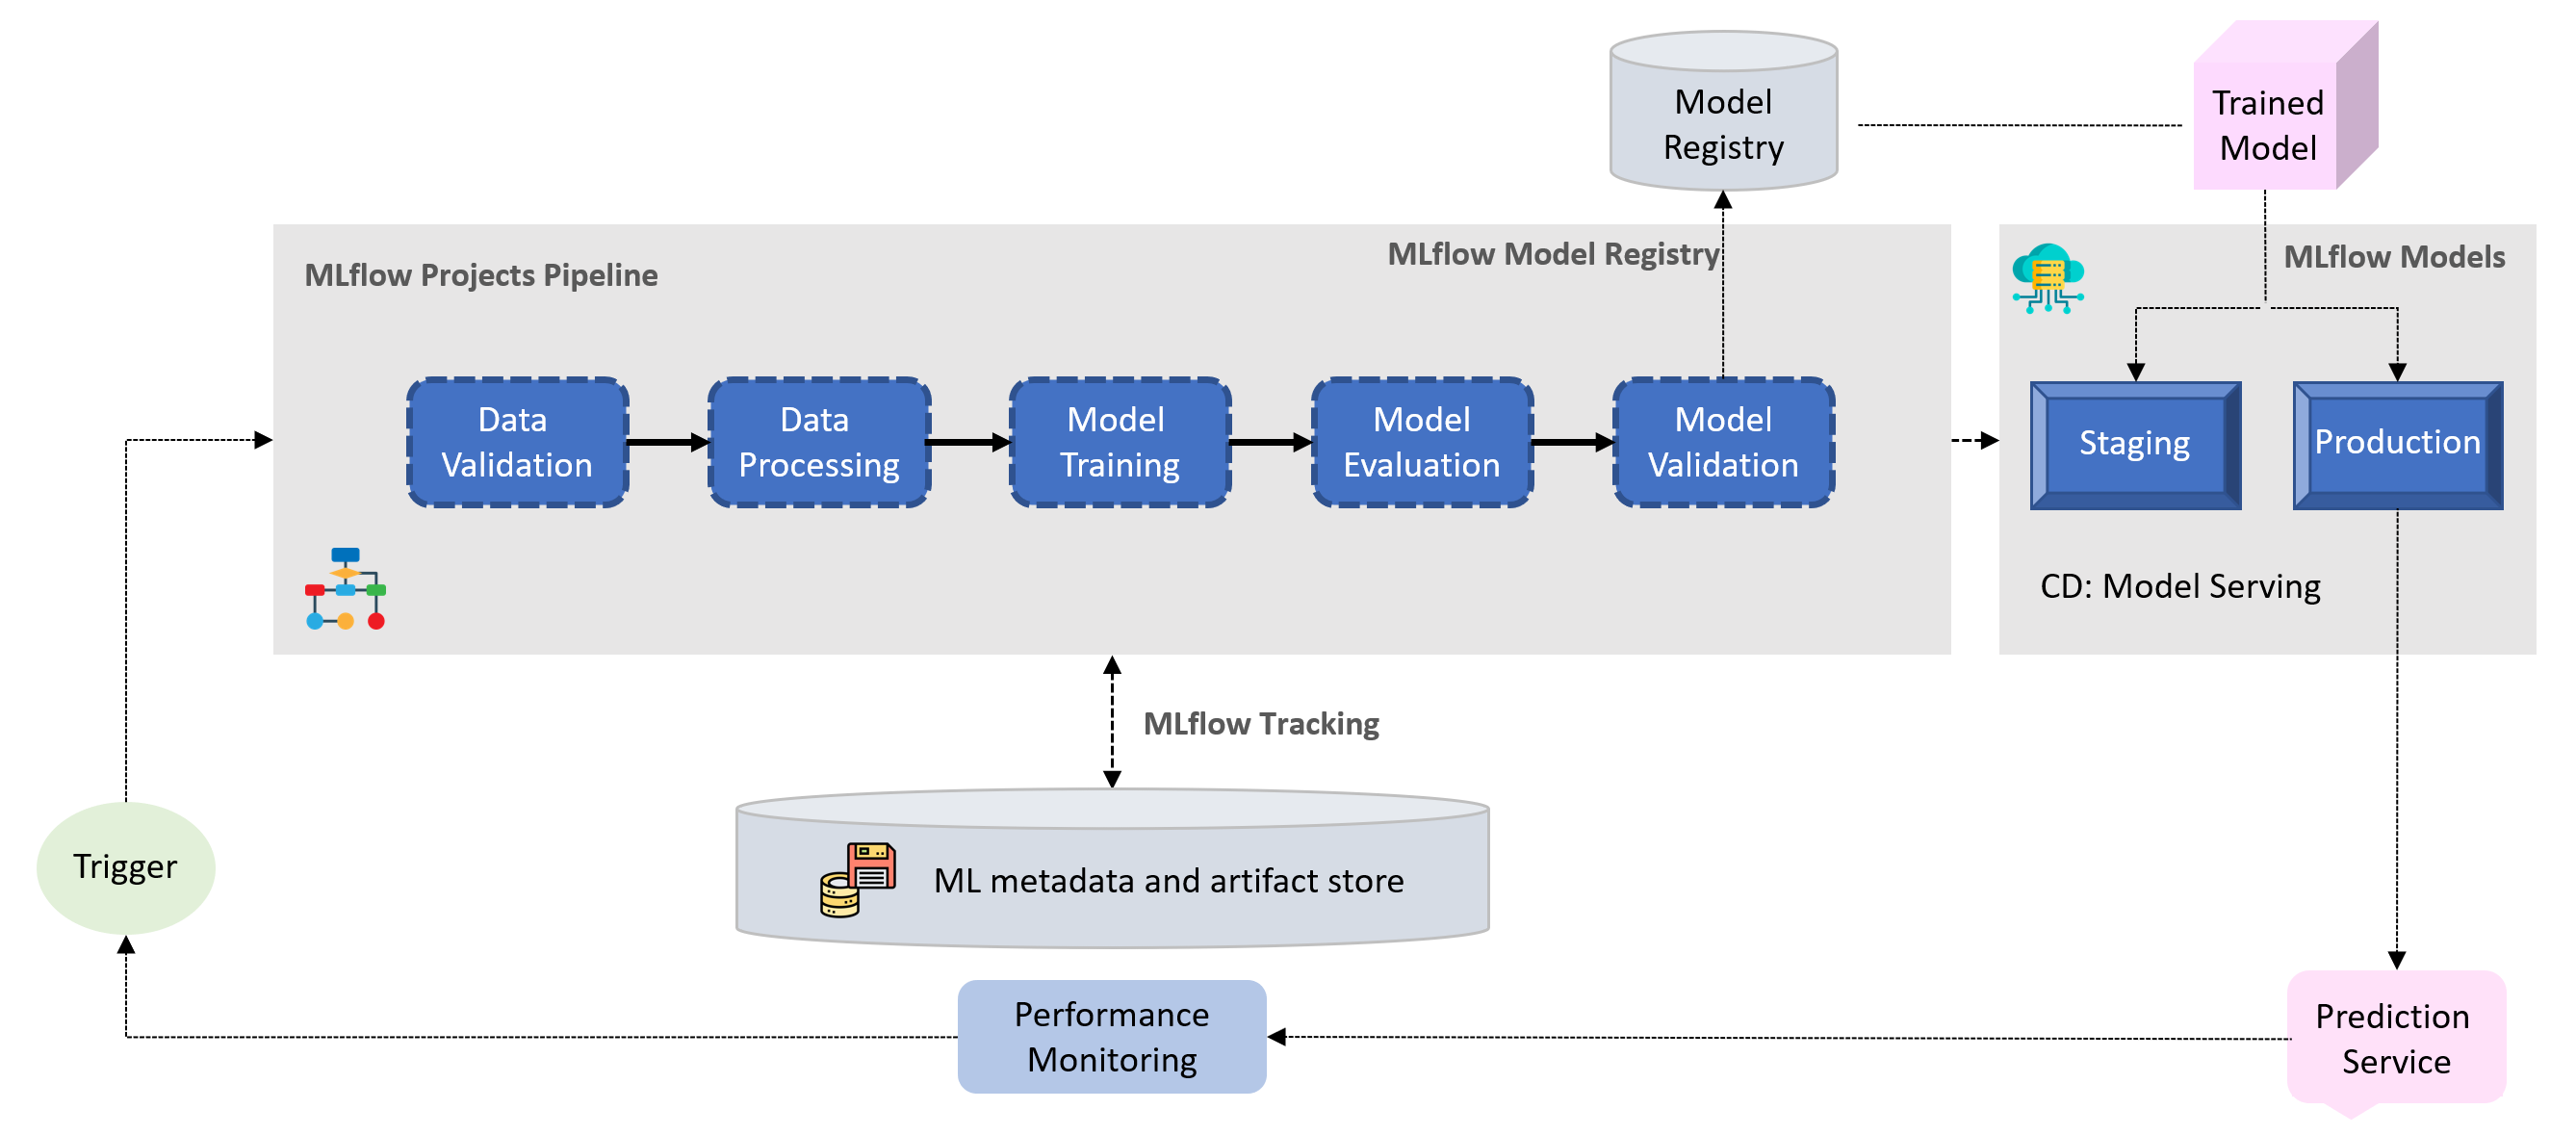 Model
Registry
Trained
Model
MLflow Projects Pipeline
MLflow Model Registry
MLflow Models
Data
Validation
Data
Processing
Model
Training
Model
Evaluation
Model
Validation
Staging
Production
CD: Model Serving
MLflow Tracking
Trigger
ML metadata and artifact store
Performance
Monitoring
Prediction
Service